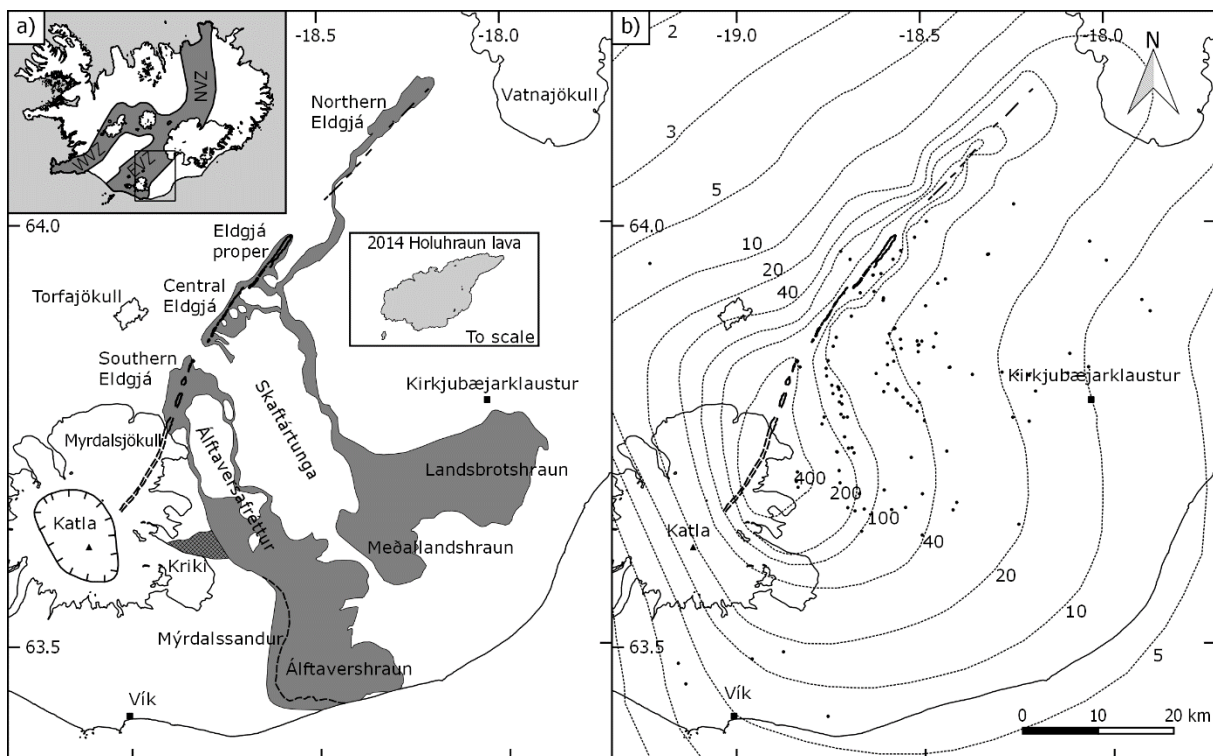 a)
-18.5
-18.0
NVZ
WVZ
EVZ
Vatnajökull
Northern
Eldgjá
64.0
Eldgjá
proper
2014 Holuhraun lava
To scale
Central
Eldgjá
Torfajökull
Southern
Eldgjá
Kirkjubæjarklaustur
Skaftártunga
Myrdalsjökull
Álftaversafréttur
Landsbrotshraun
Katla
Meðallandshraun
Kriki
Mýrdalssandur
63.5
Álftavershraun
Vík
b)
2
-19.0
-18.5
-18.0
N
3
5
64.0
10
20
40
Kirkjubæjarklaustur
400
200
100
Katla
40
20
10
63.5
5
Vík
0 10 20 km